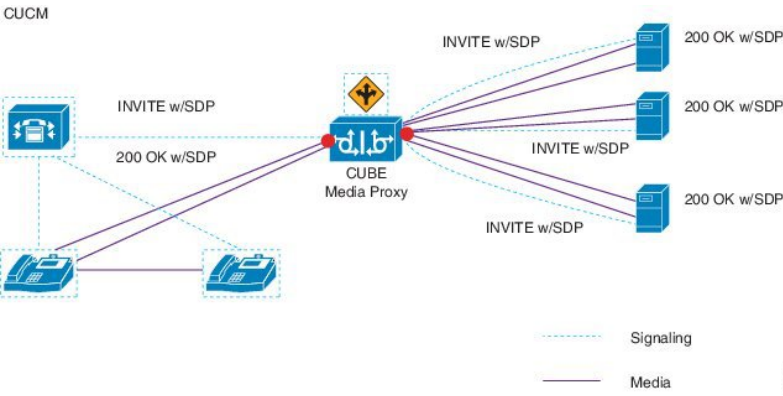 CUCM
INVITE w/SDP
200 OK w/SDP
INVITE w/SDP
200 OK w/SDP
200 OK w/SDP
200 OK w/SDP
INVITE w/SDP
INVITE w/SDP
CUBE
Media Proxy
Signaling
Media